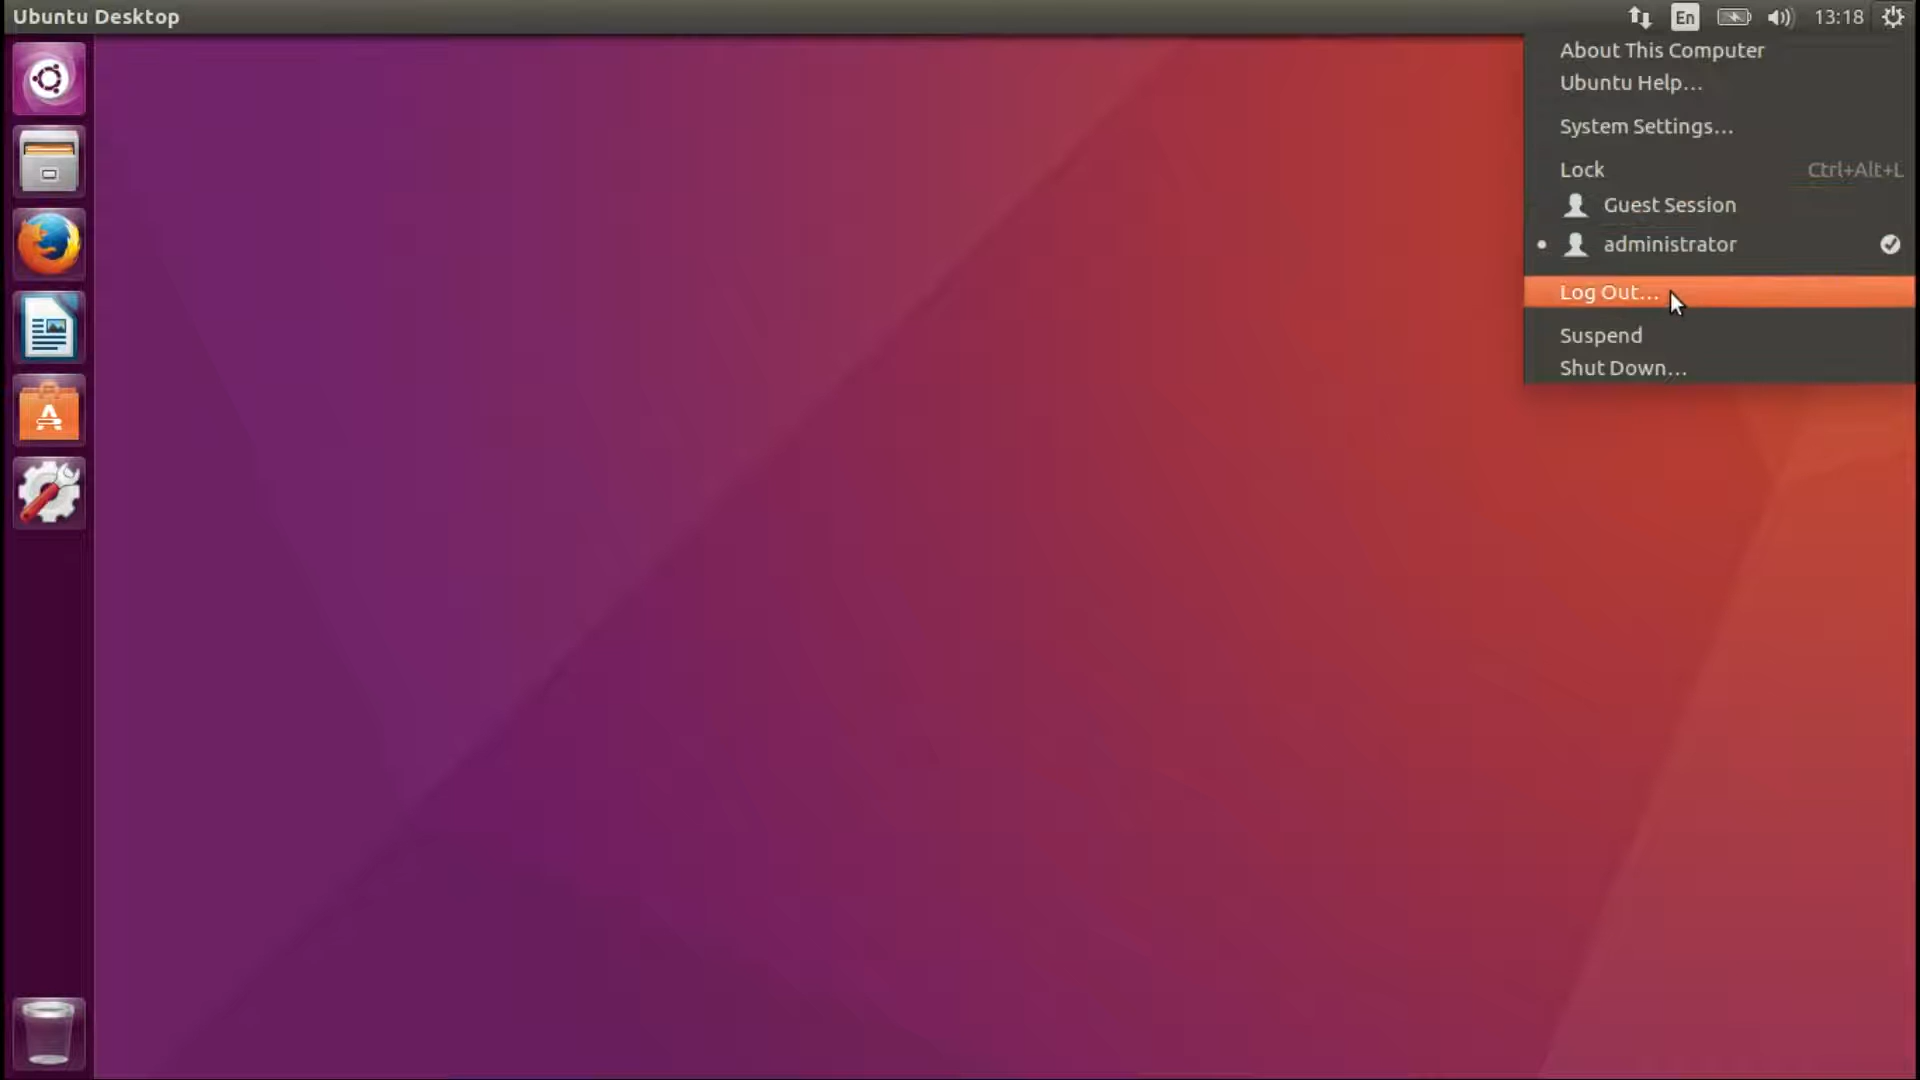 Ubuntu Desktop
En
13:18
About This Computer
Ubuntu Help...
System Settings...
Lock Ctrl+Alt+L
Guest Session
administrator
Log Out...
Suspend
Shut Down...